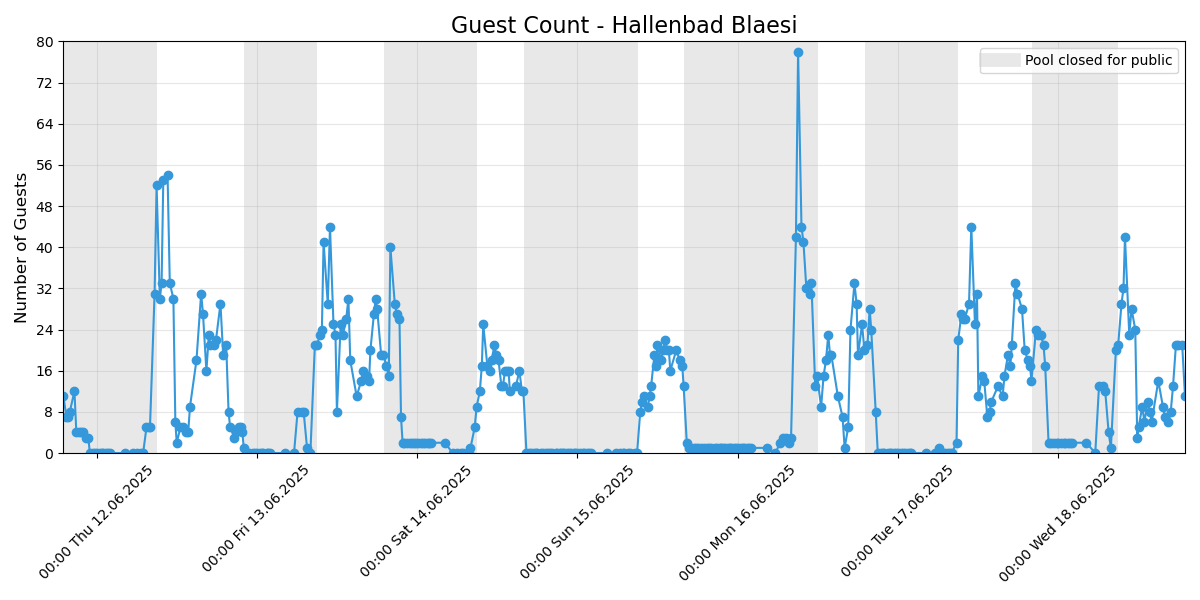 Guest Count - Hallenbad Blaesi
Pool closed for public
Number of Guests
80
72
64
56
48
40
32
24
16
8
0
00:00 Thu 12.06.2025
00:00 Fri 13.06.2025
00:00 Sat 14.06.2025
00:00 Sun 15.06.2025
00:00 Mon 16.06.2025
00:00 Tue 17.06.2025
00:00 Wed 18.06.2025